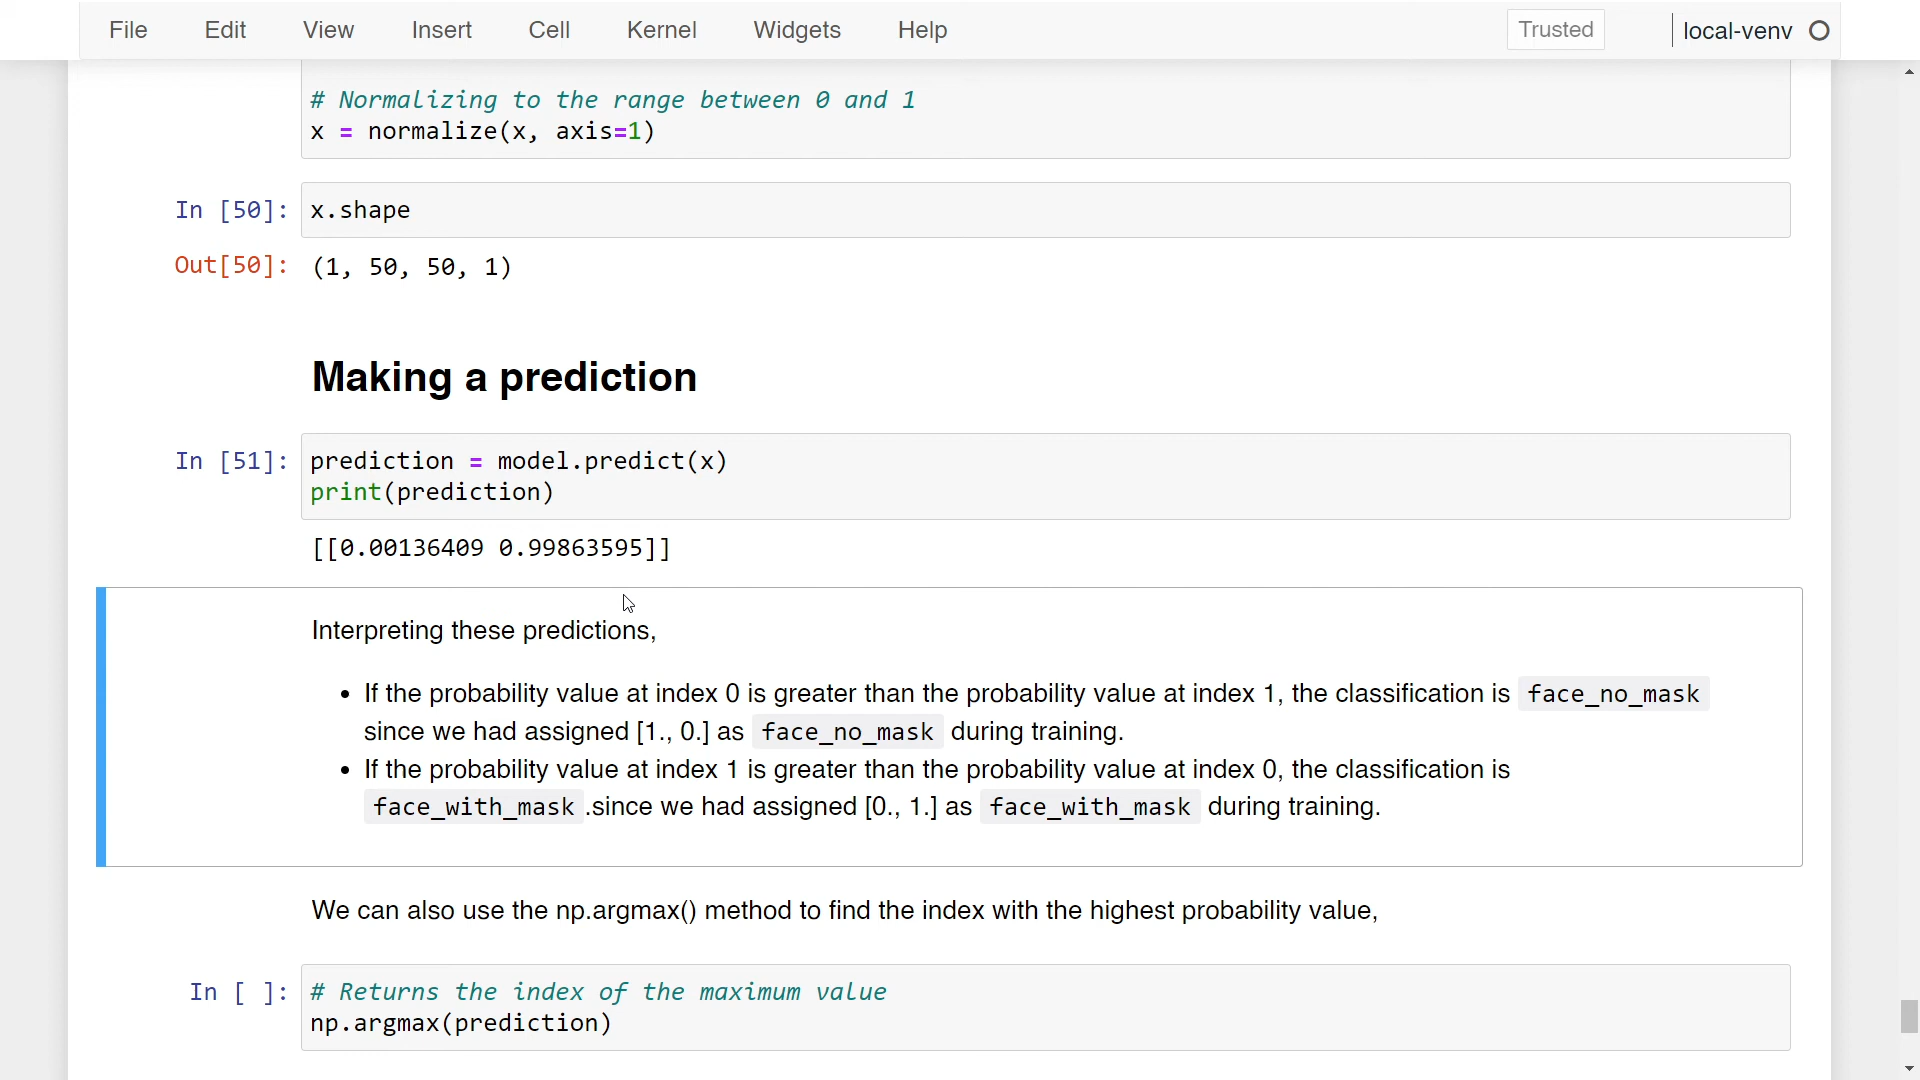 File Edit View Insert Cell Kernel Widgets Help Trusted local-venv
# Normalizing to the range between 0 and 1
x = normalize(x, axis=1)
In [50]: x.shape
Out[50]: (1, 50, 50, 1)
Making a prediction
In [51]: prediction = model.predict(x)
print(prediction)
[[0.00136409 0.99863595]]
Interpreting these predictions,
• If the probability value at index 0 is greater than the probability value at index 1, the classification is face_no_mask
since we had assigned [1., 0.] as face_no_mask during training.
• If the probability value at index 1 is greater than the probability value at index 0, the classification is
face_with_mask .since we had assigned [0., 1.] as face_with_mask during training.
We can also use the np.argmax() method to find the index with the highest probability value,
In [ ]: # Returns the index of the maximum value
np.argmax(prediction)